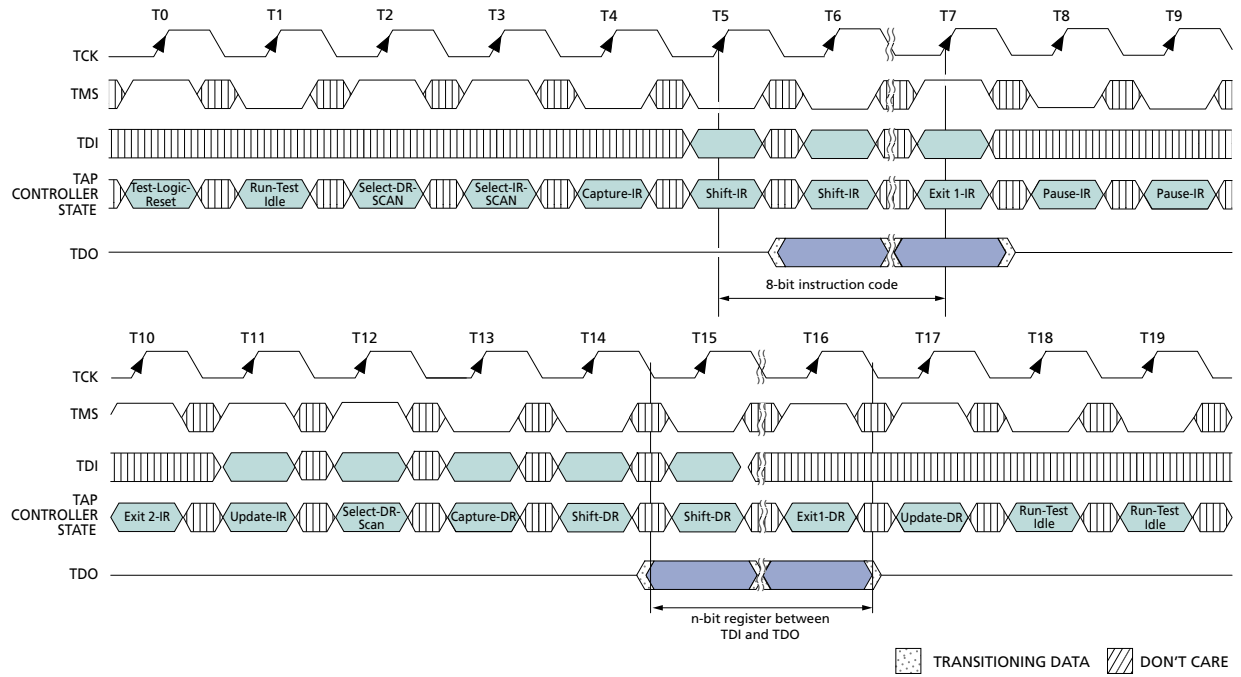 T0 T1 T2 T3 T4 T5 T6 T7 T8 T9
TCK
TMS
TDI
TAP
CONTROLLER
STATE
Test-Logic-
Reset
Run-Test
Idle
Select-DR-
SCAN
Select-IR-
SCAN
Capture-IR
Shift-IR
Shift-IR
Exit 1-IR
Pause-IR
Pause-IR
TDO
8-bit instruction code
T10 T11 T12 T13 T14 T15 T16 T17 T18 T19
TCK
TMS
TDI
TAP
CONTROLLER
STATE
Exit 2-IR
Update-IR
Select-DR-
Scan
Capture-DR
Shift-DR
Shift-DR
Exit1-DR
Update-DR
Run-Test
Idle
Run-Test
Idle
TDO
n-bit register between
TDI and TDO
TRANSITIONING DATA
DON'T CARE